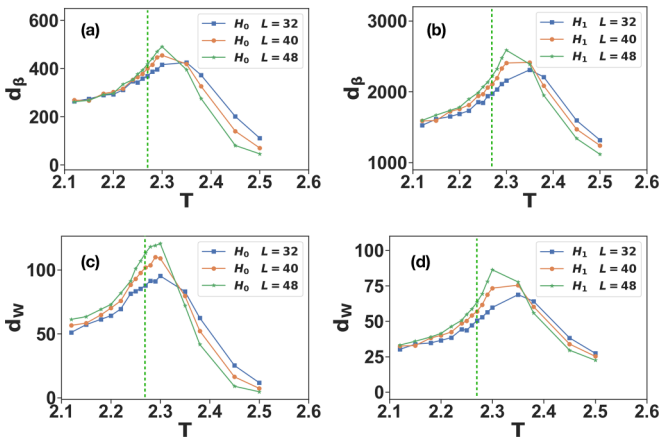 (a)
H₀ L = 32
H₀ L = 40
H₀ L = 48
600
400
200
0
dβ
2.1 2.2 2.3 2.4 2.5 2.6
T
(b)
H₁ L = 32
H₁ L = 40
H₁ L = 48
3000
2000
1000
dβ
2.1 2.2 2.3 2.4 2.5 2.6
T
(c)
H₀ L = 32
H₀ L = 40
H₀ L = 48
100
50
0
dW
2.1 2.2 2.3 2.4 2.5 2.6
T
(d)
H₁ L = 32
H₁ L = 40
H₁ L = 48
100
75
50
25
0
dW
2.1 2.2 2.3 2.4 2.5 2.6
T